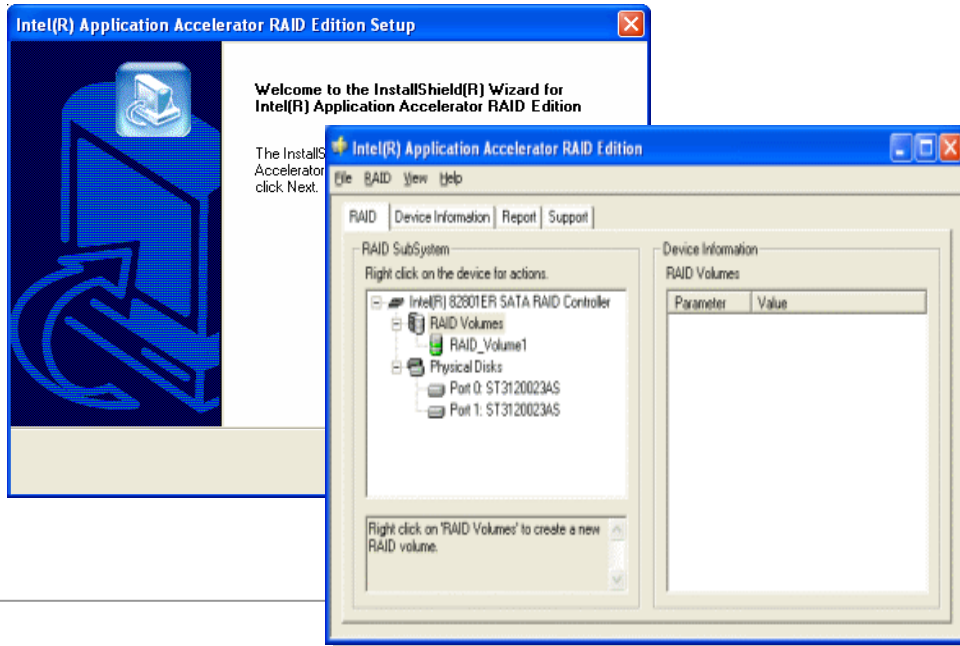 Intel(R) Application Accelerator RAID Edition Setup
Welcome to the InstallShield(R) Wizard for
Intel(R) Application Accelerator RAID Edition
The InstallS
Accelerator
click Next.
Intel(R) Application Accelerator RAID Edition
File RAID View Help
RAID Device Information Report Support
RAID SubSystem
Right click on the device for actions.
Intel(R) 82801ER SATA RAID Controller
RAID Volumes
RAID_Volume1
Physical Disks
Port 0: ST3120023AS
Port 1: ST3120023AS
Right click on 'RAID Volumes' to create a new
RAID volume.
Device Information
RAID Volumes
Parameter Value